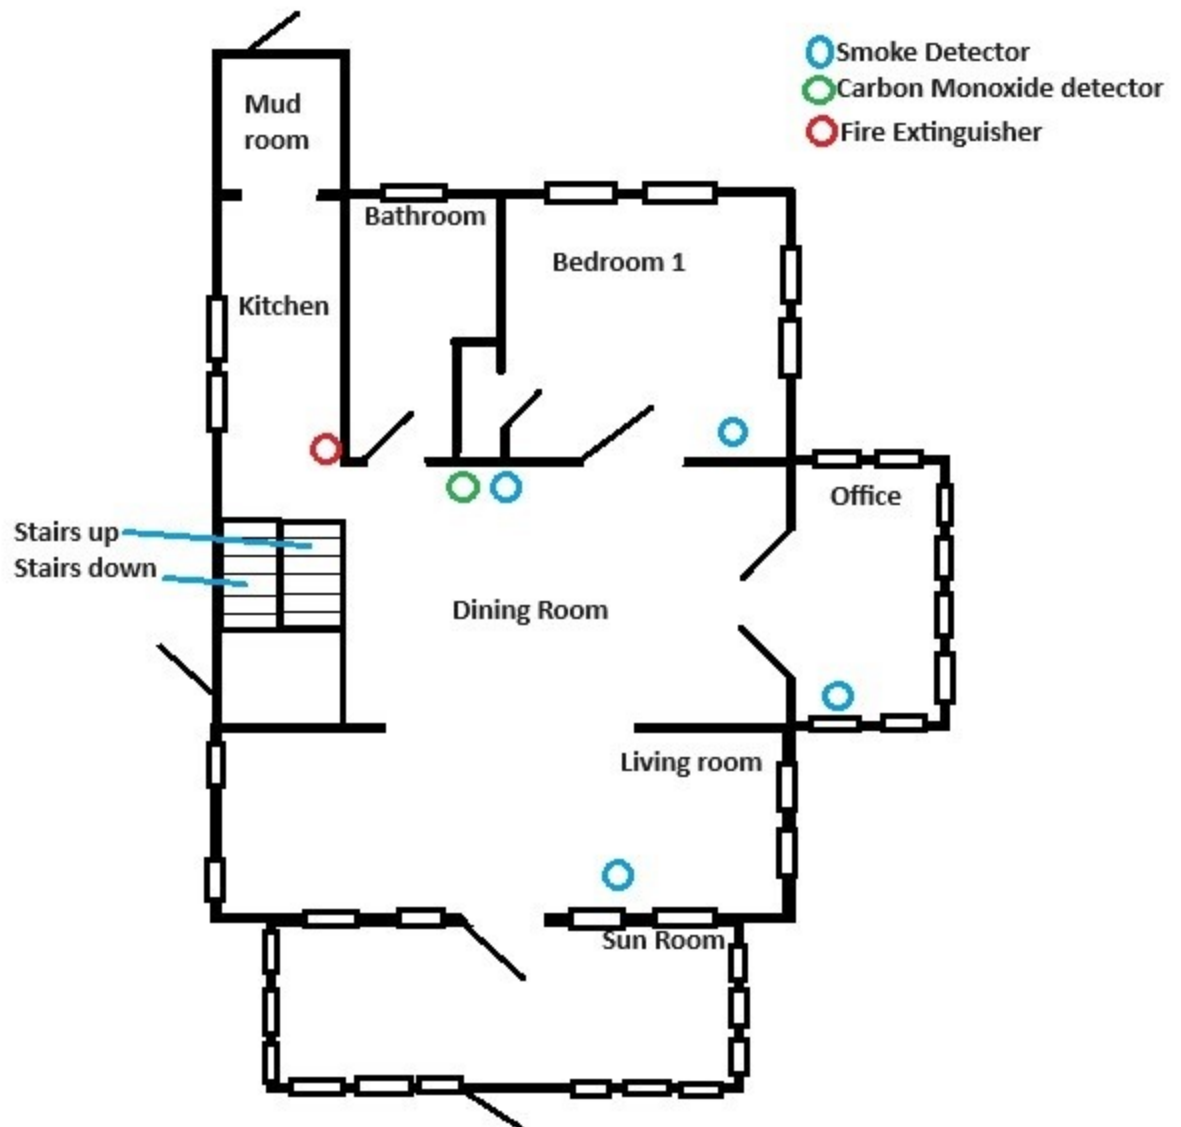 Smoke Detector
Carbon Monoxide detector
Fire Extinguisher
Mud
room
Bathroom
Bedroom 1
Kitchen
Office
Stairs up
Stairs down
Dining Room
Living room
Sun Room